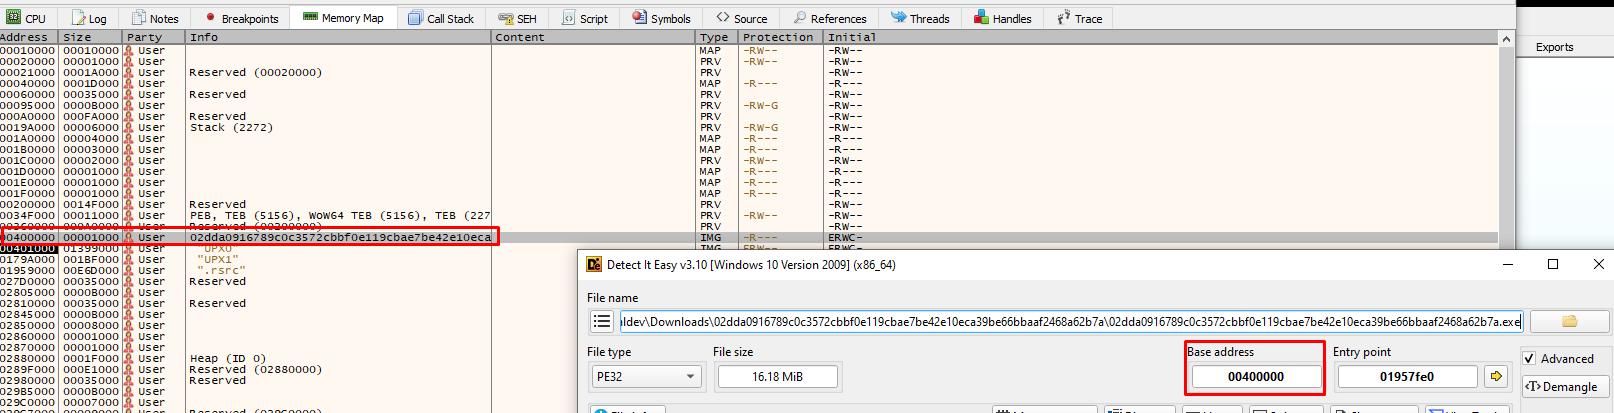 CPU Log Notes Breakpoints Memory Map Call Stack SEH Script Symbols Source References Threads Handles Trace
Address Size Party Info Content Type Protection Initial
00010000 00010000 User MAP -RW-- -RW--
00020000 00001000 User PRV -RW-- -RW--
00021000 0001A000 User Reserved (00020000) PRV -RW--
00040000 0001D000 User MAP -R--- -R---
00060000 00035000 User Reserved PRV -RW--
00095000 0000B000 User PRV -RW-G -RW--
000A0000 000FA000 User Reserved PRV -RW--
0019A000 00006000 User Stack (2272) PRV -RW-G -RW--
001A0000 00004000 User MAP -R--- -R---
001B0000 00003000 User MAP -R--- -R---
001C0000 00002000 User PRV -RW-- -RW--
001D0000 00001000 User MAP -R--- -R---
001E0000 00001000 User MAP -R--- -R---
001F0000 00001000 User MAP -R--- -R---
00200000 0014F000 User Reserved PRV -RW--
0034F000 00011000 User PEB, TEB (5156), WoW64 TEB (5156), TEB (227 PRV -RW-- -RW--
00360000 000A0000 User Reserved (00200000) PRV -RW--
00400000 00001000 User 02dda0916789c0c3572cbbf0e119cbae7be42e10eca IMG -R--- ERWC-
00401000 01399000 User "UPX0" IMG ERWC-
0179A000 001BF000 User "UPX1"
01959000 00E6D000 User ".rsrc"
027D0000 00035000 User Reserved
02805000 0000B000 User
02810000 00035000 User Reserved
02845000 0000B000 User
02850000 00008000 User
02860000 00001000 User
02870000 00001000 User
02880000 0001F000 User Heap (ID 0)
0289F000 000E1000 User Reserved (02880000)
02980000 00035000 User Reserved
029B5000 0000B000 User
029C0000 00007000 User
Exports
Detect It Easy v3.10 [Windows 10 Version 2009] (x86_64)
File name
aldev\Downloads\02dda0916789c0c3572cbbf0e119cbae7be42e10eca39be66bbaaf2468a62b7a\02dda0916789c0c3572cbbf0e119cbae7be42e10eca39be66bbaaf2468a62b7a.exe
File type File size Base address Entry point
PE32 16.18 MiB 00400000 01957fe0
Advanced
Demangle